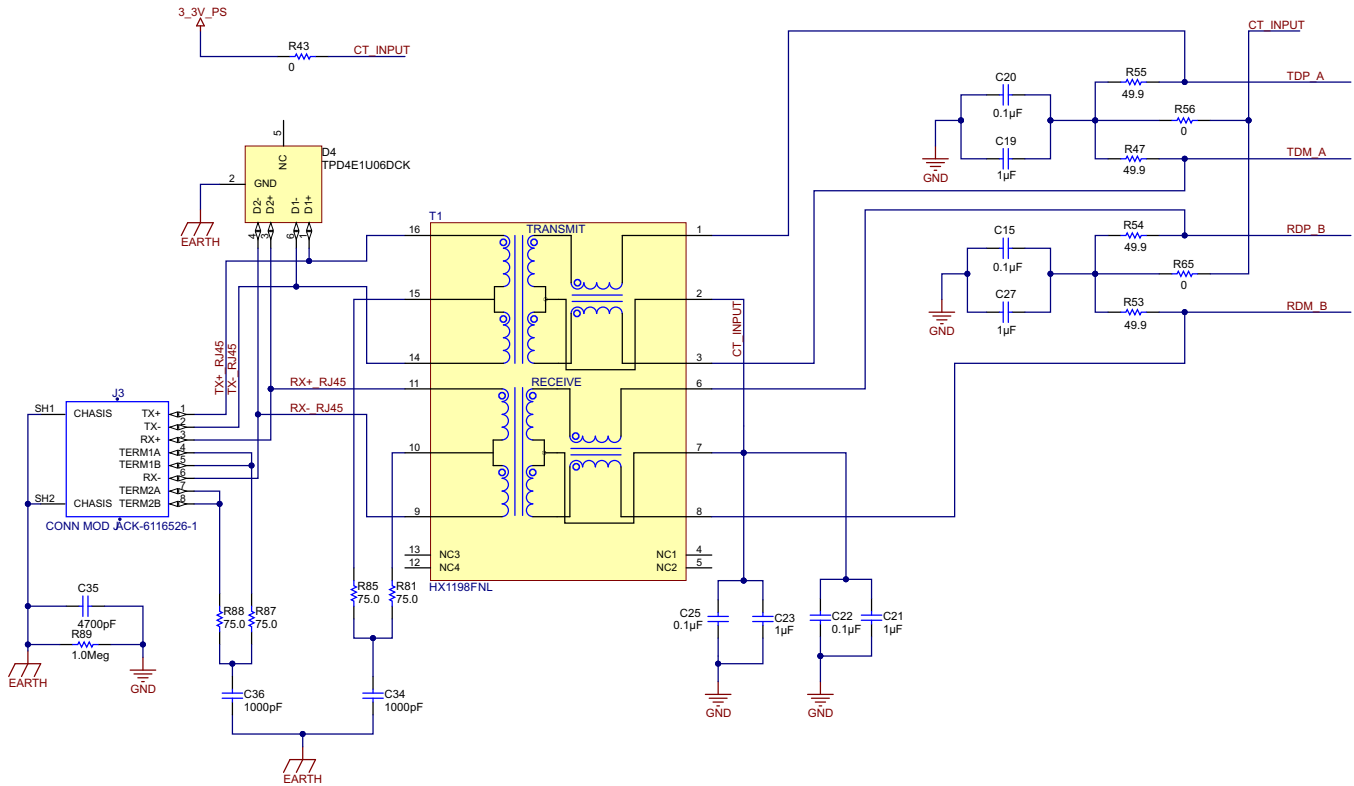 3_3V_PS
R43
0
CT_INPUT
5
NC
D4
TPD4E1U06DCK
2
GND
D2-
D2+
D1-
D1+
4
3
6
1
EARTH
T1
TRANSMIT
16
1
15
2
14
3
CT_INPUT
RECEIVE
11
6
10
7
9
8
13
NC3
12
NC4
NC1
4
NC2
5
HX1198FNL
TX+_RJ45
TX-_RJ45
RX+_RJ45
RX-_RJ45
J3
SH1
CHASIS
TX+
1
TX-
2
RX+
3
TERM1A
4
TERM1B
5
RX-
6
TERM2A
7
SH2
CHASIS
TERM2B
8
CONN MOD JACK-6116526-1
C35
4700pF
R89
1.0Meg
EARTH
GND
R88
75.0
R87
75.0
C36
1000pF
R85
75.0
R81
75.0
C34
1000pF
EARTH
C25
0.1µF
C23
1µF
GND
C22
0.1µF
C21
1µF
GND
CT_INPUT
C20
0.1µF
C19
1µF
GND
R55
49.9
TDP_A
R56
0
R47
49.9
TDM_A
C15
0.1µF
C27
1µF
GND
R54
49.9
RDP_B
R65
0
R53
49.9
RDM_B